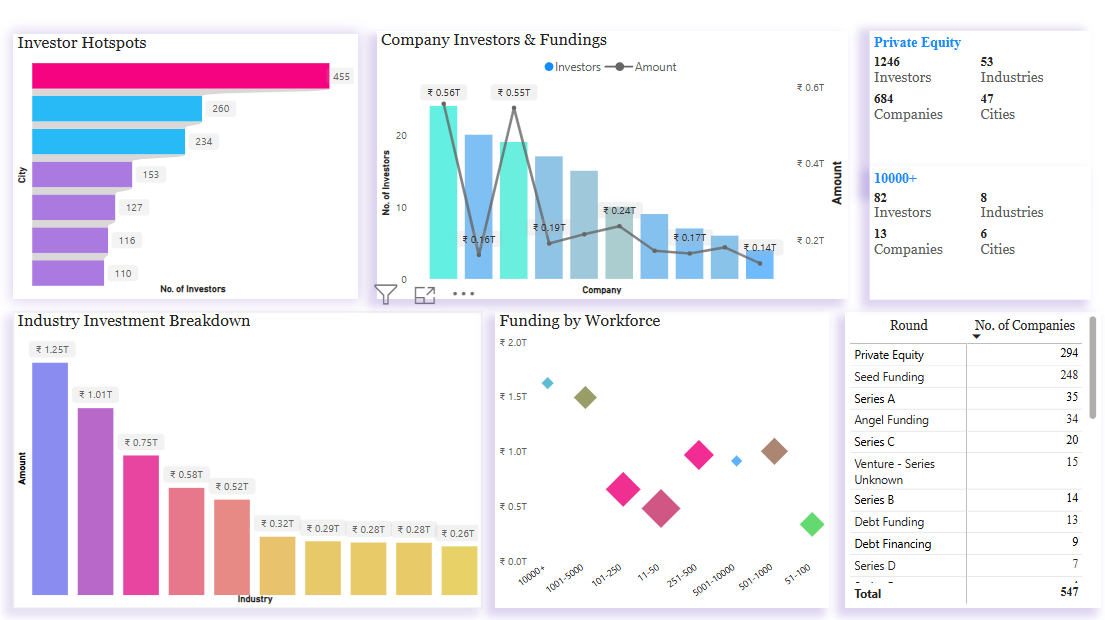 Investor Hotspots
City
455
260
234
153
127
116
110
No. of Investors
Company Investors & Fundings
Investors Amount
No. of Investors
20
10
0
₹ 0.56T
₹ 0.16T
₹ 0.55T
₹ 0.19T
₹ 0.24T
₹ 0.17T
₹ 0.14T
₹ 0.6T
₹ 0.4T
₹ 0.2T
Amount
Company
Private Equity
1246 53
Investors Industries
684 47
Companies Cities
10000+
82 8
Investors Industries
13 6
Companies Cities
Industry Investment Breakdown
Amount
₹ 1.25T
₹ 1.01T
₹ 0.75T
₹ 0.58T
₹ 0.52T
₹ 0.32T
₹ 0.29T
₹ 0.28T
₹ 0.28T
₹ 0.26T
Industry
Funding by Workforce
₹ 2.0T
₹ 1.5T
₹ 1.0T
₹ 0.5T
₹ 0.0T
10000+
1001-5000
101-250
11-50
251-500
5001-10000
501-1000
51-100
Round No. of Companies
Private Equity 294
Seed Funding 248
Series A 35
Angel Funding 34
Series C 20
Venture - Series 15
Unknown
Series B 14
Debt Funding 13
Debt Financing 9
Series D 7
Total 547